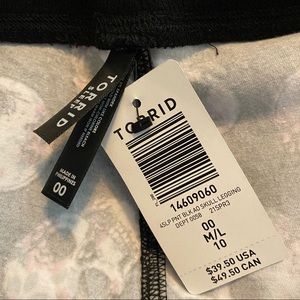 TORRID
SLEEP
MADE IN
PHILIPPINES
00
TORRID
14609060
4SLP PNT BLK AO SKULL LEGGING
DEPT 0058 21SPR3
00
M/L
10
$39.50 USA
$49.50 CAN